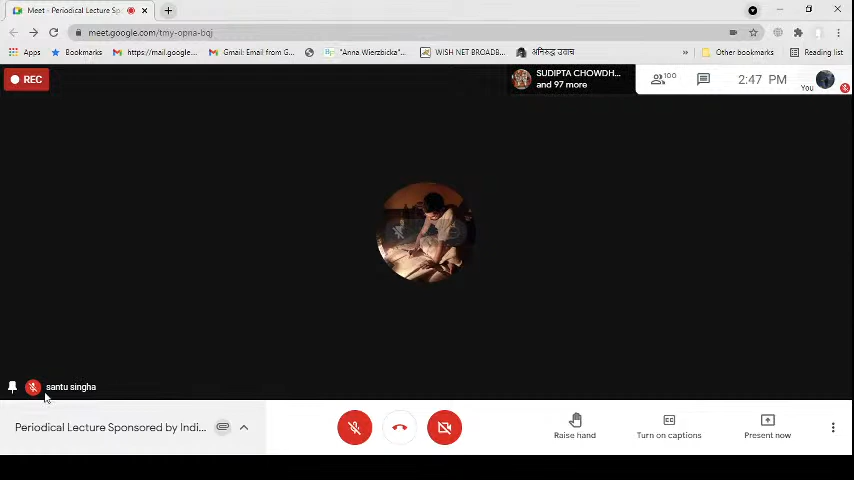 Meet - Periodical Lecture Sp
meet.google.com/tmy-opna-bqj
Apps
Bookmarks
https://mail.google...
Gmail: Email from G...
"Anna Wierzbicka"...
WISH NET BROADB...
अनिरुद्ध उवाच
»
Other bookmarks
Reading list
REC
SUDIPTA CHOWDH...
and 97 more
100
2:47 PM
You
santu singha
Periodical Lecture Sponsored by Indi...
Raise hand
Turn on captions
Present now